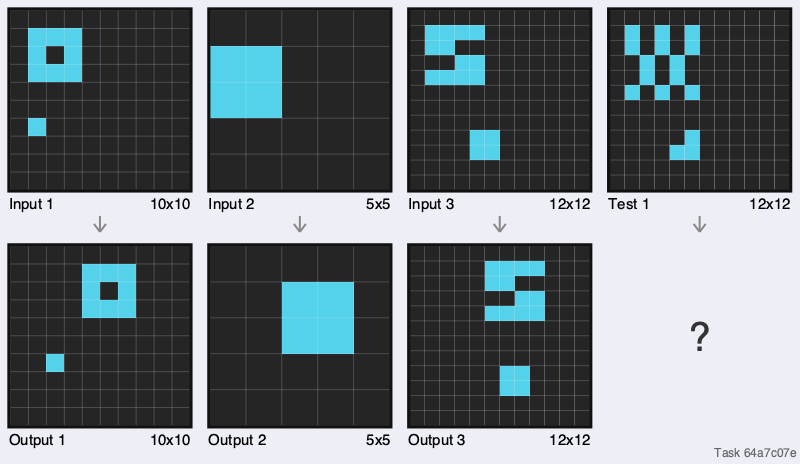 Input 1 10x10
Input 2 5x5
Input 3 12x12
Test 1 12x12
Output 1 10x10
Output 2 5x5
Output 3 12x12
?
Task 64a7c07e